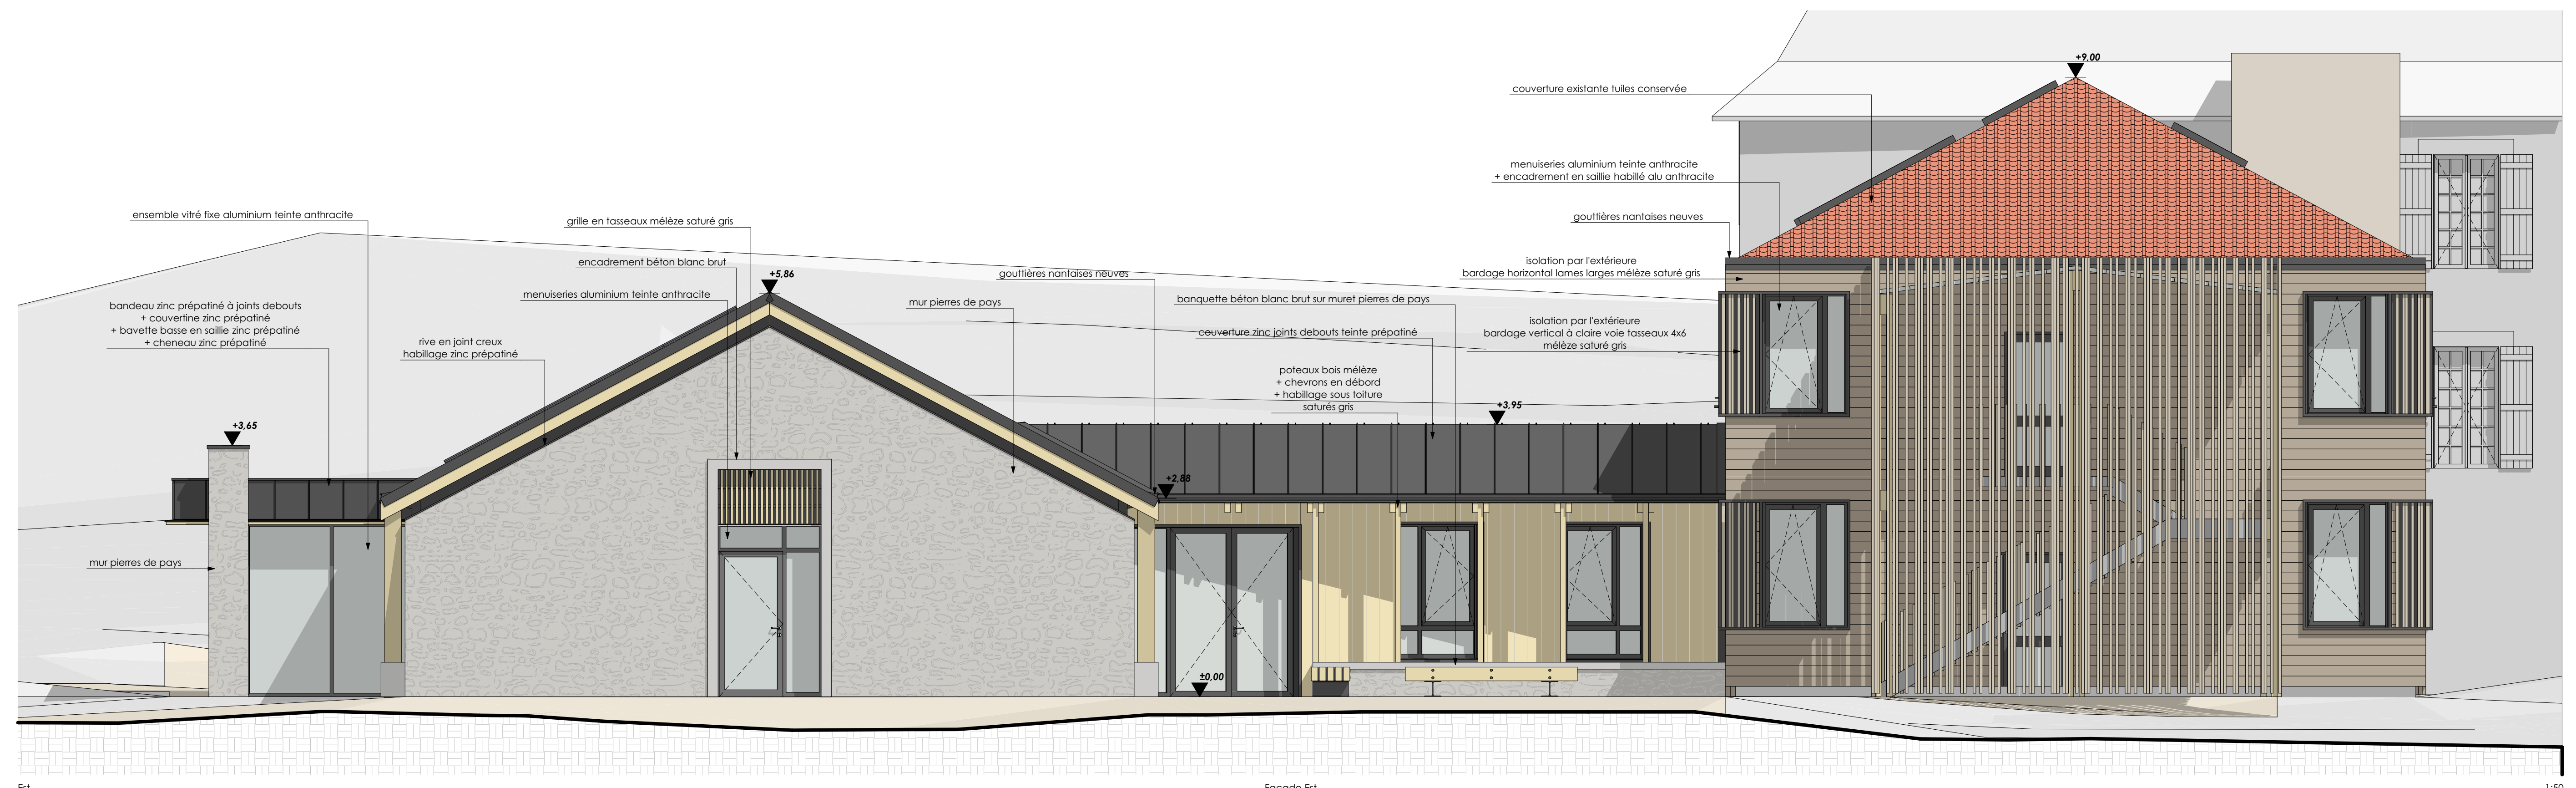 +9,00
couverture existante tuiles conservée
menuiseries aluminium teinte anthracite
+ encadrement en saillie habillé alu anthracite
ensemble vitré fixe aluminium teinte anthracite
grille en tasseaux mélèze saturé gris
gouttières nantaises neuves
encadrement béton blanc brut
isolation par l'extérieure
bardage horizontal lames larges mélèze saturé gris
+5,86
gouttières nantaises neuves
menuiseries aluminium teinte anthracite
mur pierres de pays
banquette béton blanc brut sur muret pierres de pays
bandeau zinc prépatiné à joints debouts
+ couvertine zinc prépatiné
+ bavette basse en saillie zinc prépatiné
+ cheneau zinc prépatiné
isolation par l'extérieure
bardage vertical à claire voie tasseaux 4x6
mélèze saturé gris
couverture zinc joints debouts teinte prépatiné
rive en joint creux
habillage zinc prépatiné
poteaux bois mélèze
+ chevrons en débord
+ habillage sous toiture
saturés gris
+3,95
+3,65
+2,88
mur pierres de pays
±0,00
Est
Façade Est
1:50